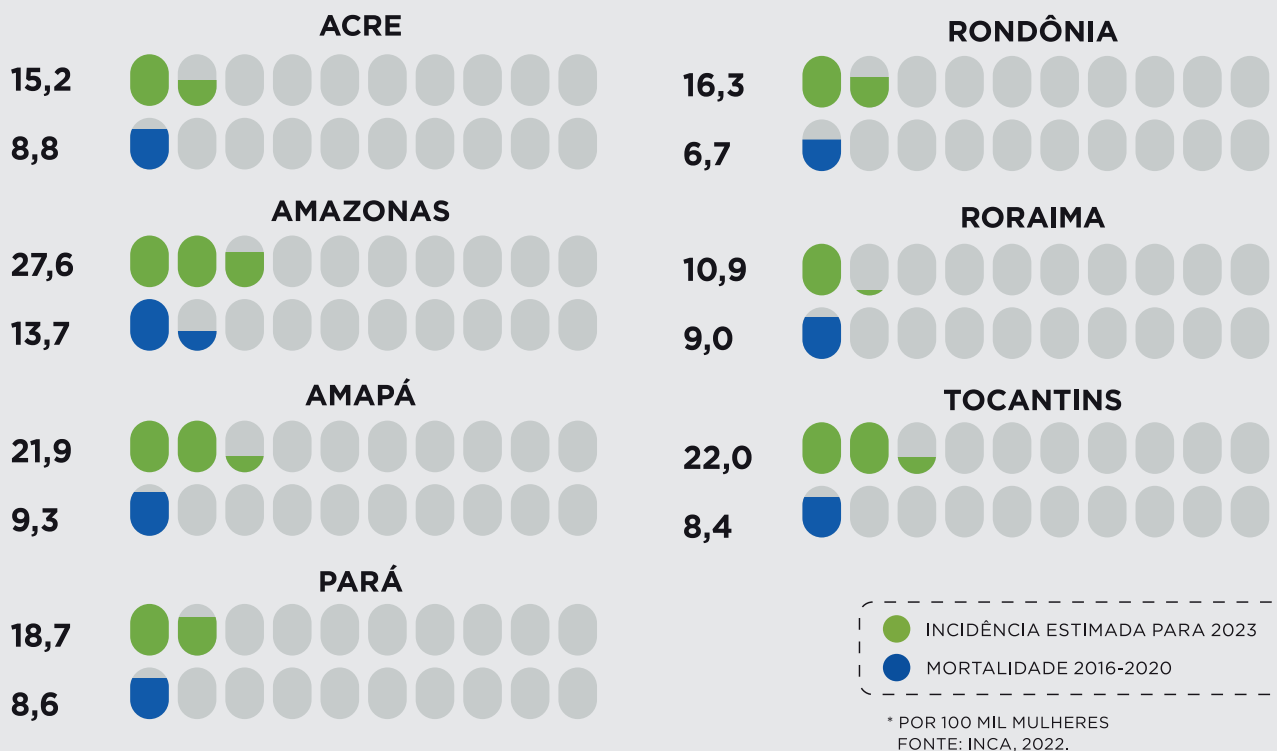 ACRE
15,2
8,8
AMAZONAS
27,6
13,7
AMAPÁ
21,9
9,3
PARÁ
18,7
8,6
RONDÔNIA
16,3
6,7
RORAIMA
10,9
9,0
TOCANTINS
22,0
8,4
INCIDÊNCIA ESTIMADA PARA 2023
MORTALIDADE 2016-2020
* POR 100 MIL MULHERES
FONTE: INCA, 2022.